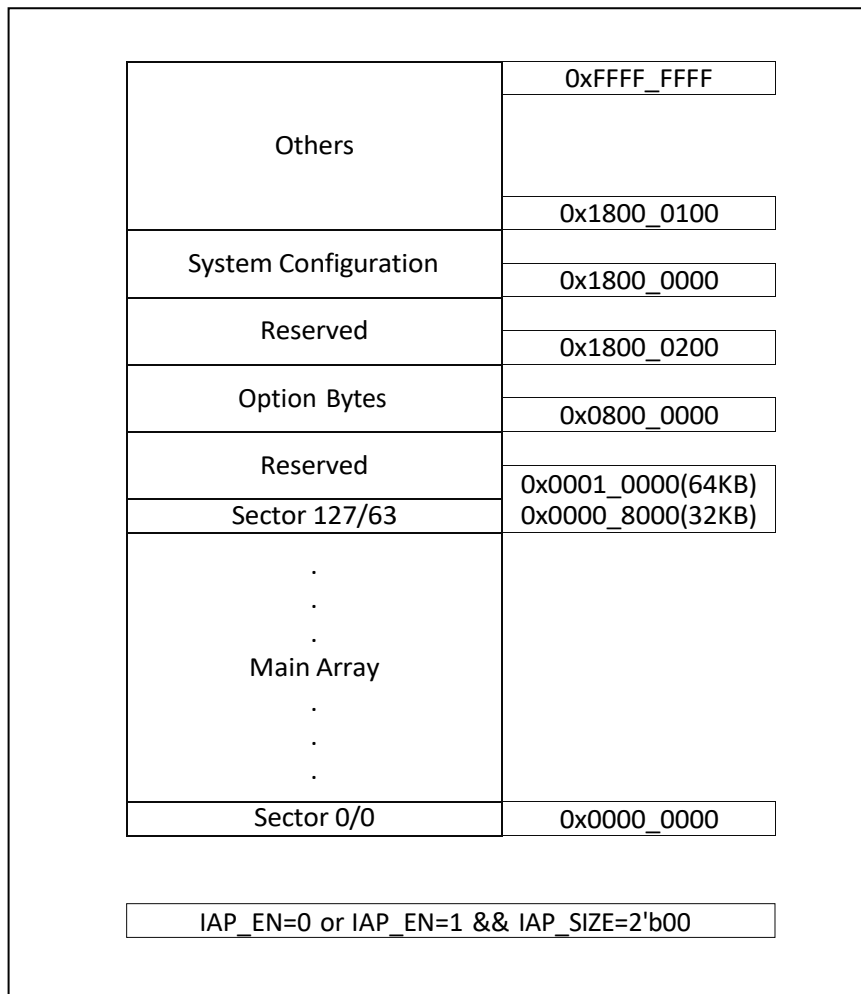 0xFFFF_FFFF
Others
0x1800_0100
System Configuration
0x1800_0000
Reserved
0x1800_0200
Option Bytes
0x0800_0000
Reserved
0x0001_0000(64KB)
Sector 127/63
0x0000_8000(32KB)
.
.
.
Main Array
.
.
.
Sector 0/0
0x0000_0000
IAP_EN=0 or IAP_EN=1 && IAP_SIZE=2'b00